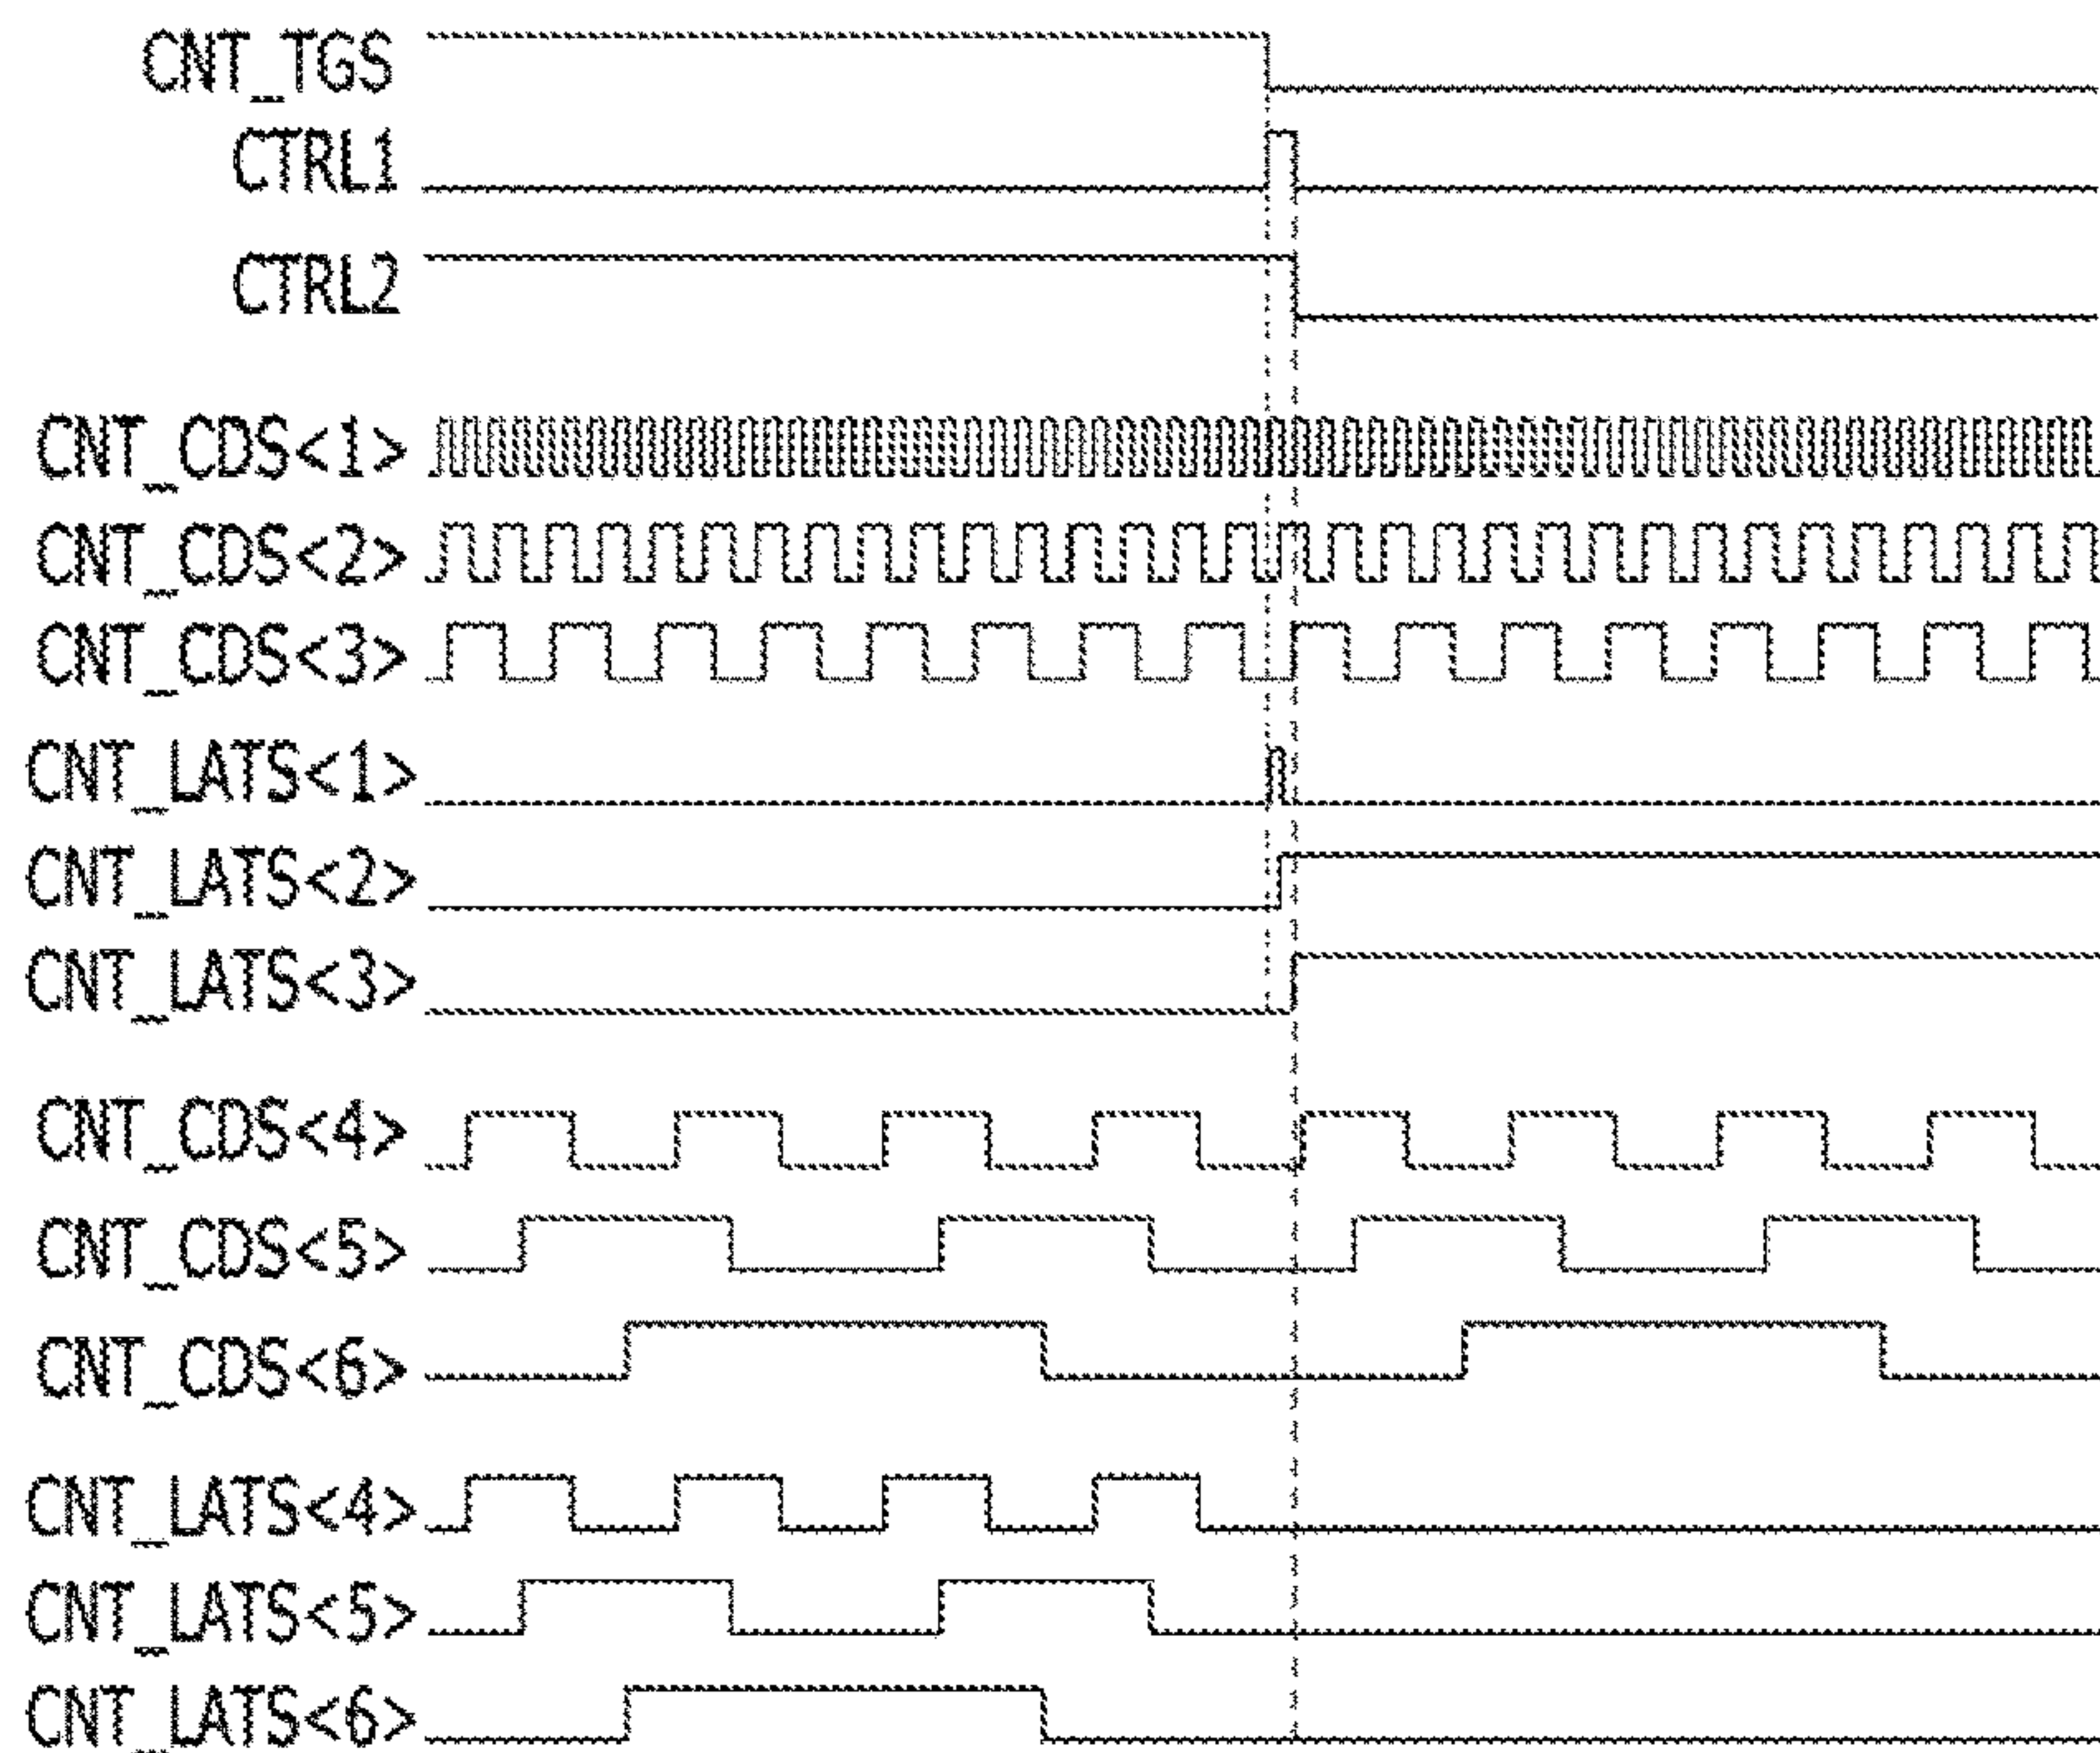 CNT_TGS
CTRL1
CTRL2
CNT_CDS<1>
CNT_CDS<2>
CNT_CDS<3>
CNT_LATS<1>
CNT_LATS<2>
CNT_LATS<3>
CNT_CDS<4>
CNT_CDS<5>
CNT_CDS<6>
CNT_LATS<4>
CNT_LATS<5>
CNT_LATS<6>